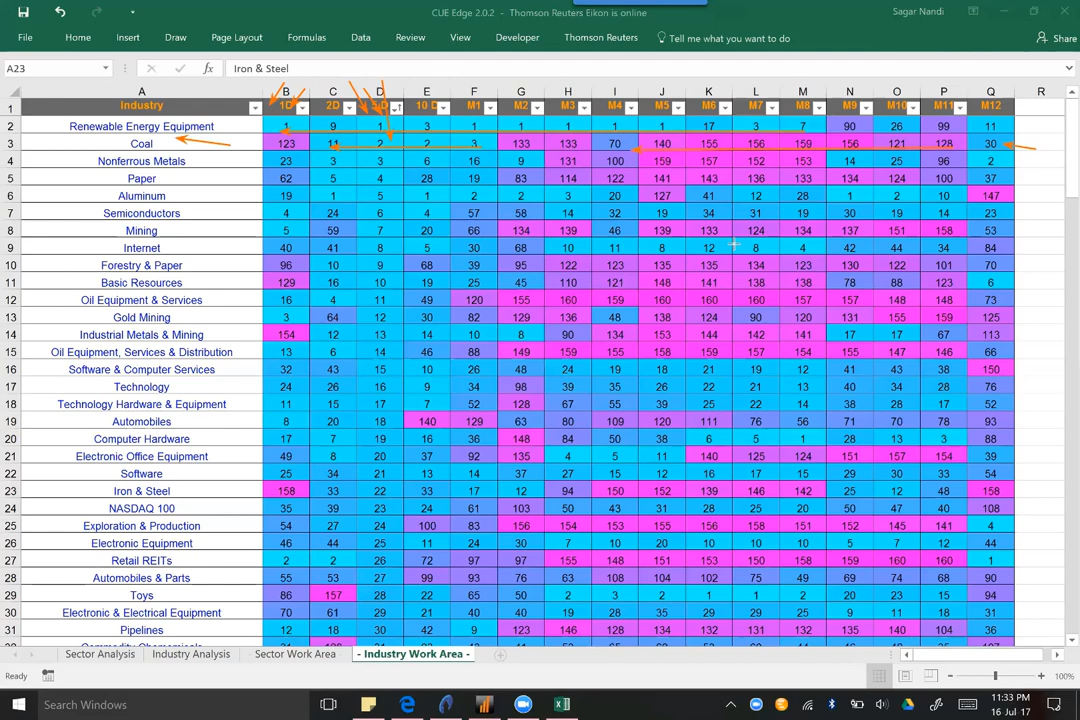 CUE Edge 2.0.2 - Thomson Reuters Eikon is online
Sagar Nandi
File Home Insert Draw Page Layout Formulas Data Review View Developer Thomson Reuters Tell me what you want to do Share
A23 fx Iron & Steel
A B C D E F G H I J K L M N O P Q R
1 Industry 1D 2D 5 D 10 D M1 M2 M3 M4 M5 M6 M7 M8 M9 M10 M11 M12
2 Renewable Energy Equipment 1 9 1 3 1 1 1 1 1 17 3 7 90 26 99 11
3 Coal 123 11 2 2 3 133 133 70 140 155 156 159 156 121 128 30
4 Nonferrous Metals 23 3 3 6 16 9 131 100 159 157 152 153 14 25 96 2
5 Paper 62 5 4 28 19 83 114 122 141 143 136 133 134 124 100 37
6 Aluminum 19 1 5 1 2 2 3 20 127 41 12 28 1 2 10 147
7 Semiconductors 4 24 6 4 57 58 14 32 19 34 31 19 30 19 14 23
8 Mining 5 59 7 20 66 134 139 46 139 133 124 134 137 151 158 53
9 Internet 40 41 8 5 30 68 10 11 8 12 8 4 42 44 34 84
10 Forestry & Paper 96 10 9 68 39 95 122 123 135 135 134 123 130 122 101 70
11 Basic Resources 129 16 10 19 25 45 110 121 148 141 138 138 78 88 123 6
12 Oil Equipment & Services 16 4 11 49 120 155 160 160 160 160 157 157 157 148 148 73
13 Gold Mining 3 64 12 30 82 129 136 48 138 124 90 120 131 155 159 125
14 Industrial Metals & Mining 154 12 13 14 10 8 90 134 153 144 142 141 17 17 67 113
15 Oil Equipment, Services & Distribution 13 6 14 46 88 149 159 155 158 159 157 154 155 147 146 66
16 Software & Computer Services 32 43 15 10 26 48 24 19 18 21 19 12 41 43 38 150
17 Technology 24 26 16 9 34 98 39 35 26 22 21 13 40 34 28 76
18 Technology Hardware & Equipment 11 15 17 7 52 128 67 55 39 25 22 14 38 28 17 52
19 Automobiles 8 20 18 140 129 63 80 109 120 111 76 56 71 70 78 93
20 Computer Hardware 17 7 19 16 36 148 84 50 38 6 5 1 28 13 3 88
21 Electronic Office Equipment 49 8 20 37 92 135 4 5 11 140 125 124 151 157 154 39
22 Software 25 34 21 13 14 37 27 15 12 16 17 15 29 30 33 54
23 Iron & Steel 158 33 22 33 17 12 94 150 152 139 146 142 25 12 48 158
24 NASDAQ 100 35 39 23 24 61 103 50 43 31 28 25 20 50 47 40 108
25 Exploration & Production 54 27 24 100 83 156 154 153 155 156 158 151 152 145 141 4
26 Electronic Equipment 46 44 25 11 24 30 7 10 20 10 10 10 5 7 12 44
27 Retail REITs 2 2 26 72 97 97 155 148 151 153 150 158 159 160 160 1
28 Automobiles & Parts 55 53 27 99 93 76 63 108 104 102 75 49 69 74 68 90
29 Toys 86 157 28 22 65 50 2 3 2 1 1 2 20 23 15 94
30 Electronic & Electrical Equipment 70 61 29 21 40 40 19 28 35 29 29 25 9 11 18 31
31 Pipelines 12 18 30 42 9 123 146 128 134 132 131 132 135 140 104 36
Sector Analysis Industry Analysis Sector Work Area - Industry Work Area -
Ready 100%
Search Windows
11:33 PM
16 Jul 17